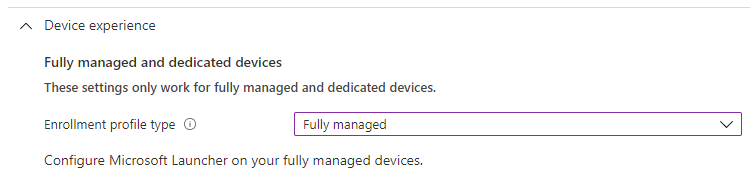 Device experience
Fully managed and dedicated devices
These settings only work for fully managed and dedicated devices.
Enrollment profile type
Fully managed
Configure Microsoft Launcher on your fully managed devices.